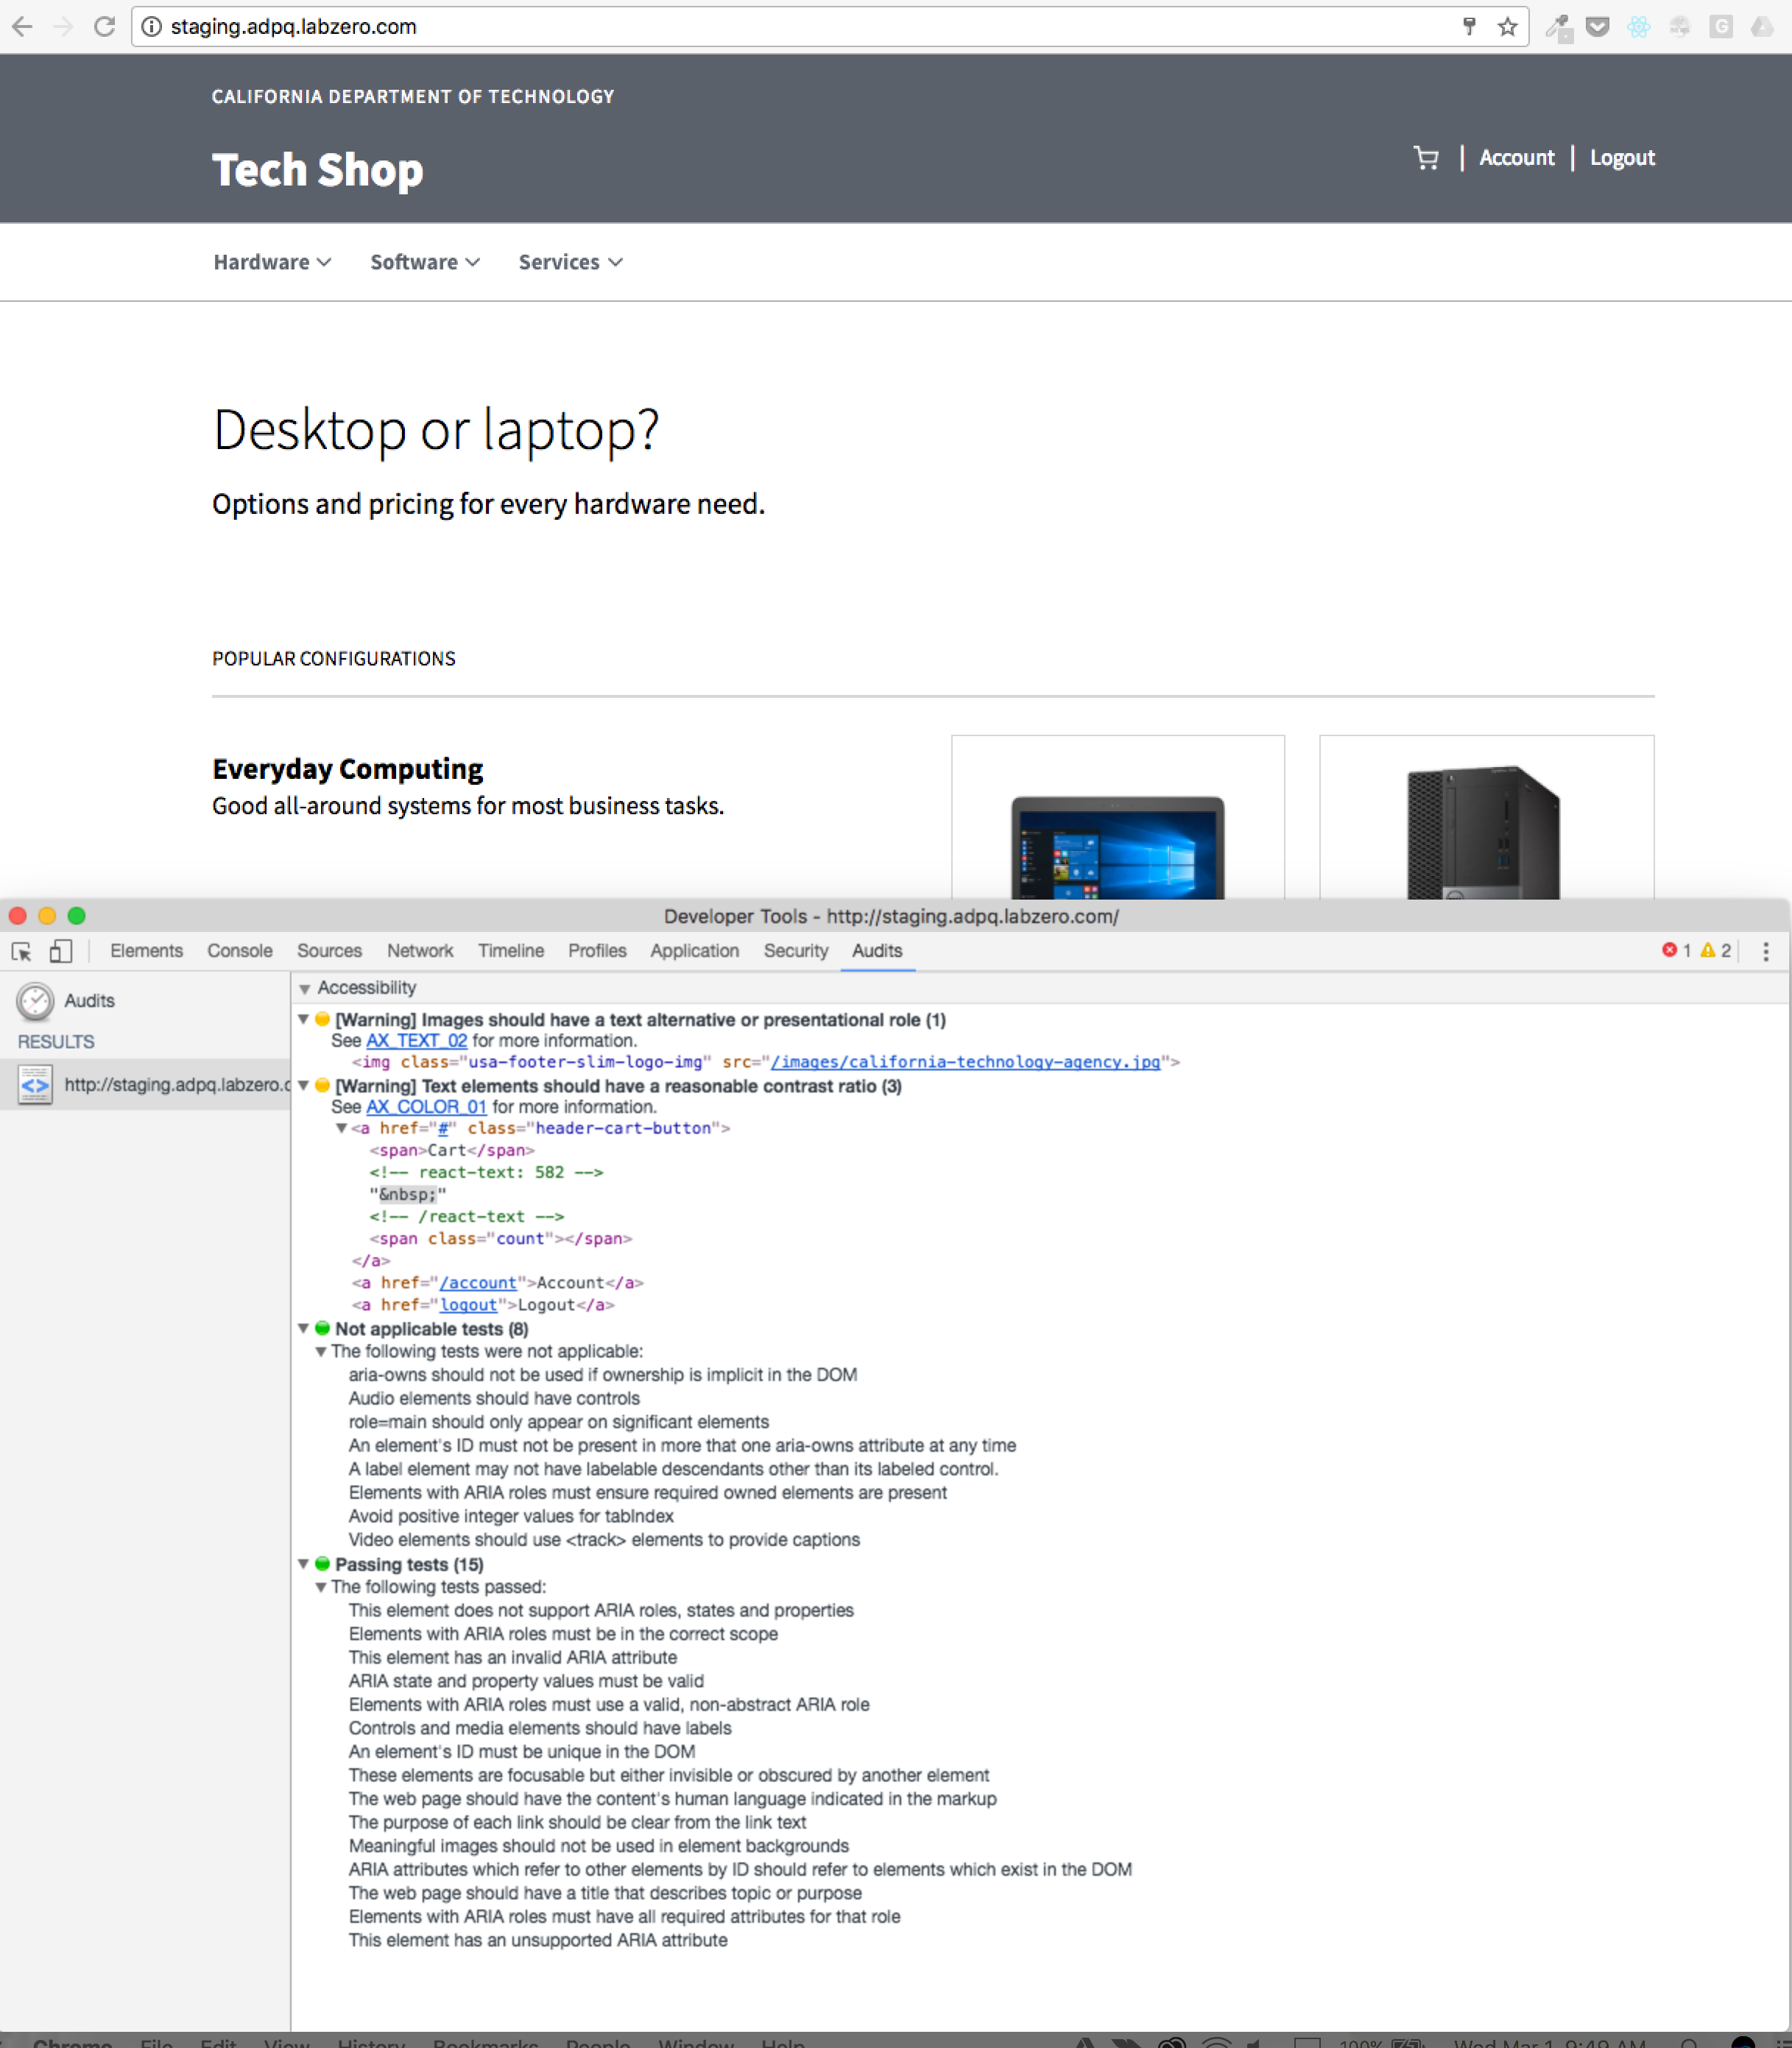 staging.adpq.labzero.com
CALIFORNIA DEPARTMENT OF TECHNOLOGY
Tech Shop
Account | Logout
Hardware Software Services
Desktop or laptop?
Options and pricing for every hardware need.
POPULAR CONFIGURATIONS
Everyday Computing
Good all-around systems for most business tasks.
Developer Tools - http://staging.adpq.labzero.com/
Elements Console Sources Network Timeline Profiles Application Security Audits 1 2
Audits
RESULTS
http://staging.adpq.labzero.c
Accessibility
[Warning] Images should have a text alternative or presentational role (1)
See AX_TEXT_02 for more information.
<img class="usa-footer-slim-logo-img" src="/images/california-technology-agency.jpg">
[Warning] Text elements should have a reasonable contrast ratio (3)
See AX_COLOR_01 for more information.
<a href="#" class="header-cart-button">
<span>Cart</span>
<!-- react-text: 582 -->
"&nbsp;"
<!-- /react-text -->
<span class="count"></span>
</a>
<a href="/account">Account</a>
<a href="logout">Logout</a>
Not applicable tests (8)
The following tests were not applicable:
aria-owns should not be used if ownership is implicit in the DOM
Audio elements should have controls
role=main should only appear on significant elements
An element's ID must not be present in more that one aria-owns attribute at any time
A label element may not have labelable descendants other than its labeled control.
Elements with ARIA roles must ensure required owned elements are present
Avoid positive integer values for tabIndex
Video elements should use <track> elements to provide captions
Passing tests (15)
The following tests passed:
This element does not support ARIA roles, states and properties
Elements with ARIA roles must be in the correct scope
This element has an invalid ARIA attribute
ARIA state and property values must be valid
Elements with ARIA roles must use a valid, non-abstract ARIA role
Controls and media elements should have labels
An element's ID must be unique in the DOM
These elements are focusable but either invisible or obscured by another element
The web page should have the content's human language indicated in the markup
The purpose of each link should be clear from the link text
Meaningful images should not be used in element backgrounds
ARIA attributes which refer to other elements by ID should refer to elements which exist in the DOM
The web page should have a title that describes topic or purpose
Elements with ARIA roles must have all required attributes for that role
This element has an unsupported ARIA attribute
Chrome File Edit View History Bookmarks People Window Help 100% Wed Mar 1 9:49 AM